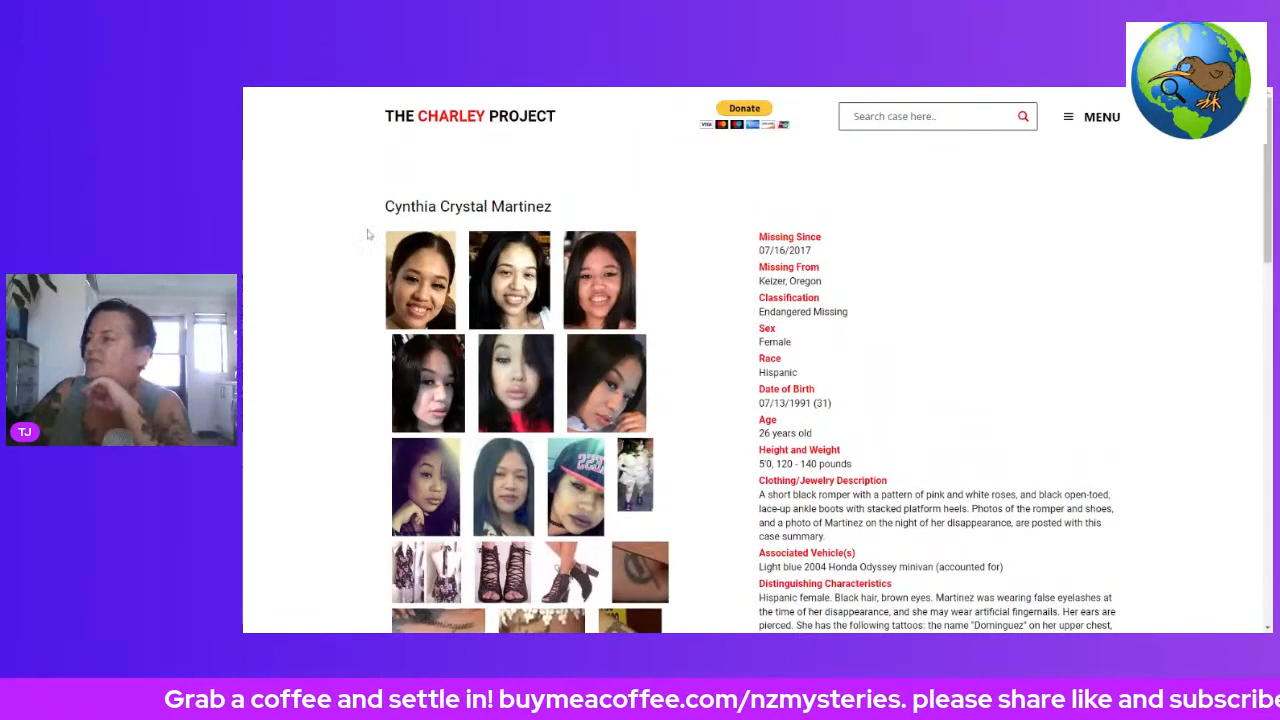 THE CHARLEY PROJECT
Donate
VISA
Search case here..
MENU
Cynthia Crystal Martinez
Missing Since
07/16/2017
Missing From
Keizer, Oregon
Classification
Endangered Missing
Sex
Female
Race
Hispanic
Date of Birth
07/13/1991 (31)
Age
26 years old
Height and Weight
5'0, 120 - 140 pounds
Clothing/Jewelry Description
A short black romper with a pattern of pink and white roses, and black open-toed,
lace-up ankle boots with stacked platform heels. Photos of the romper and shoes,
and a photo of Martinez on the night of her disappearance, are posted with this
case summary.
Associated Vehicle(s)
Light blue 2004 Honda Odyssey minivan (accounted for)
Distinguishing Characteristics
Hispanic female. Black hair, brown eyes. Martinez was wearing false eyelashes at
the time of her disappearance, and she may wear artificial fingernails. Her ears are
pierced. She has the following tattoos: the name "Dominguez" on her upper chest,
TJ
Grab a coffee and settle in! buymeacoffee.com/nzmysteries. please share like and subscribe